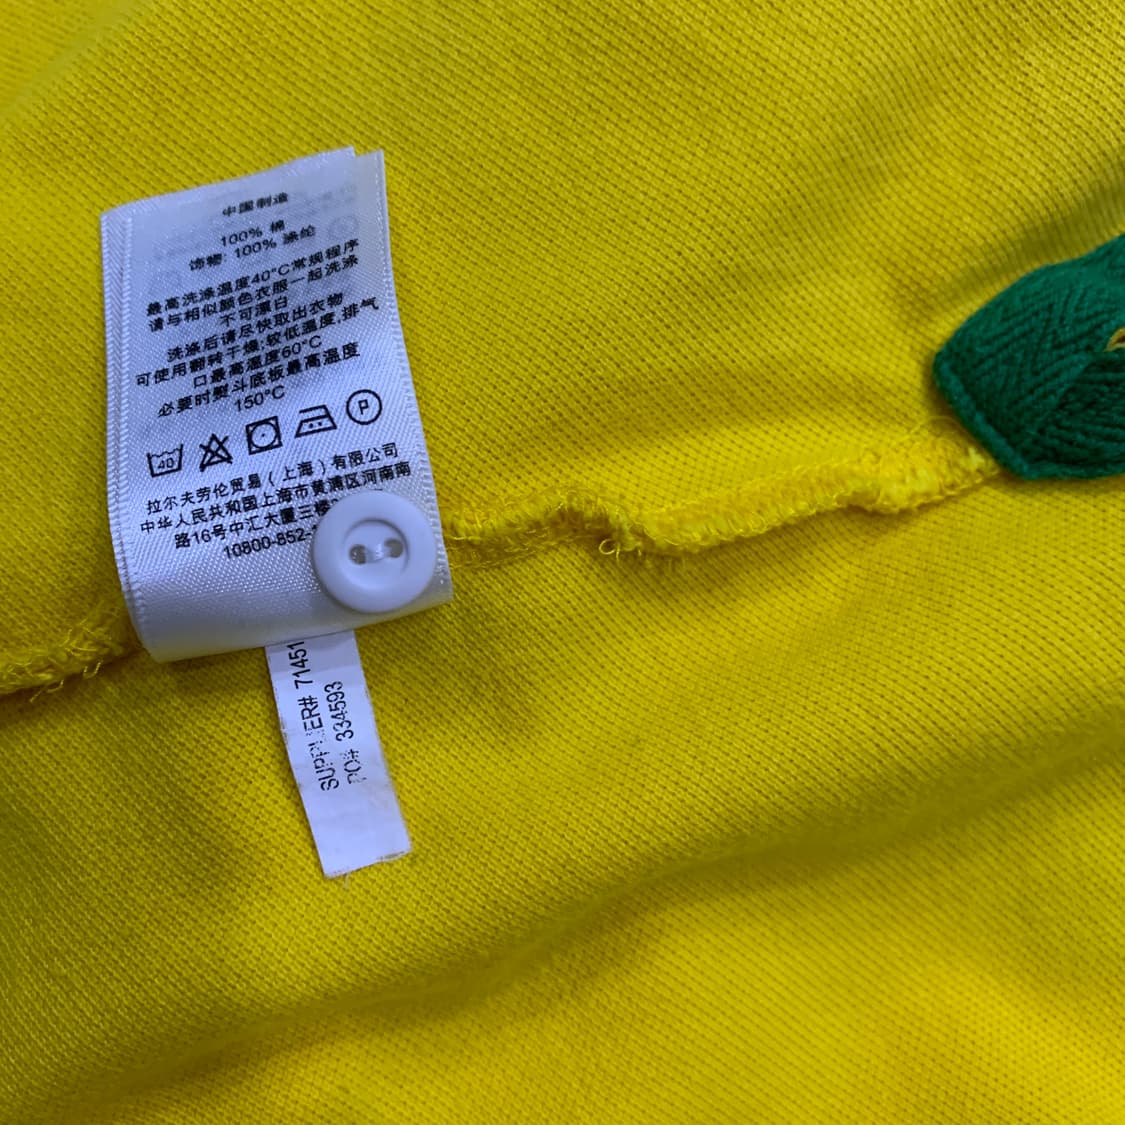 中国制造
100% 棉
饰物: 100% 涤纶
最高洗涤温度40°C常规程序
请与相似颜色衣服一起洗涤
不可漂白
洗涤后请尽快取出衣物
可使用翻转干燥;较低温度,排气
口最高温度60°C
必要时熨斗底板最高温度
150°C
40
P
拉尔夫劳伦贸易（上海）有限公司
中华人民共和国上海市黄浦区河南南
路16号中汇大厦三楼
10800-852-
SUPPLIER# 71451
PO# 334593